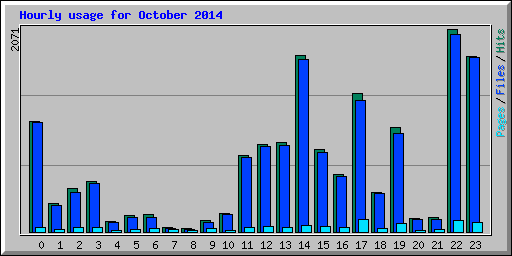 Hourly usage for October 2014
2071
Pages / Files / Hits
0 1 2 3 4 5 6 7 8 9 10 11 12 13 14 15 16 17 18 19 20 21 22 23